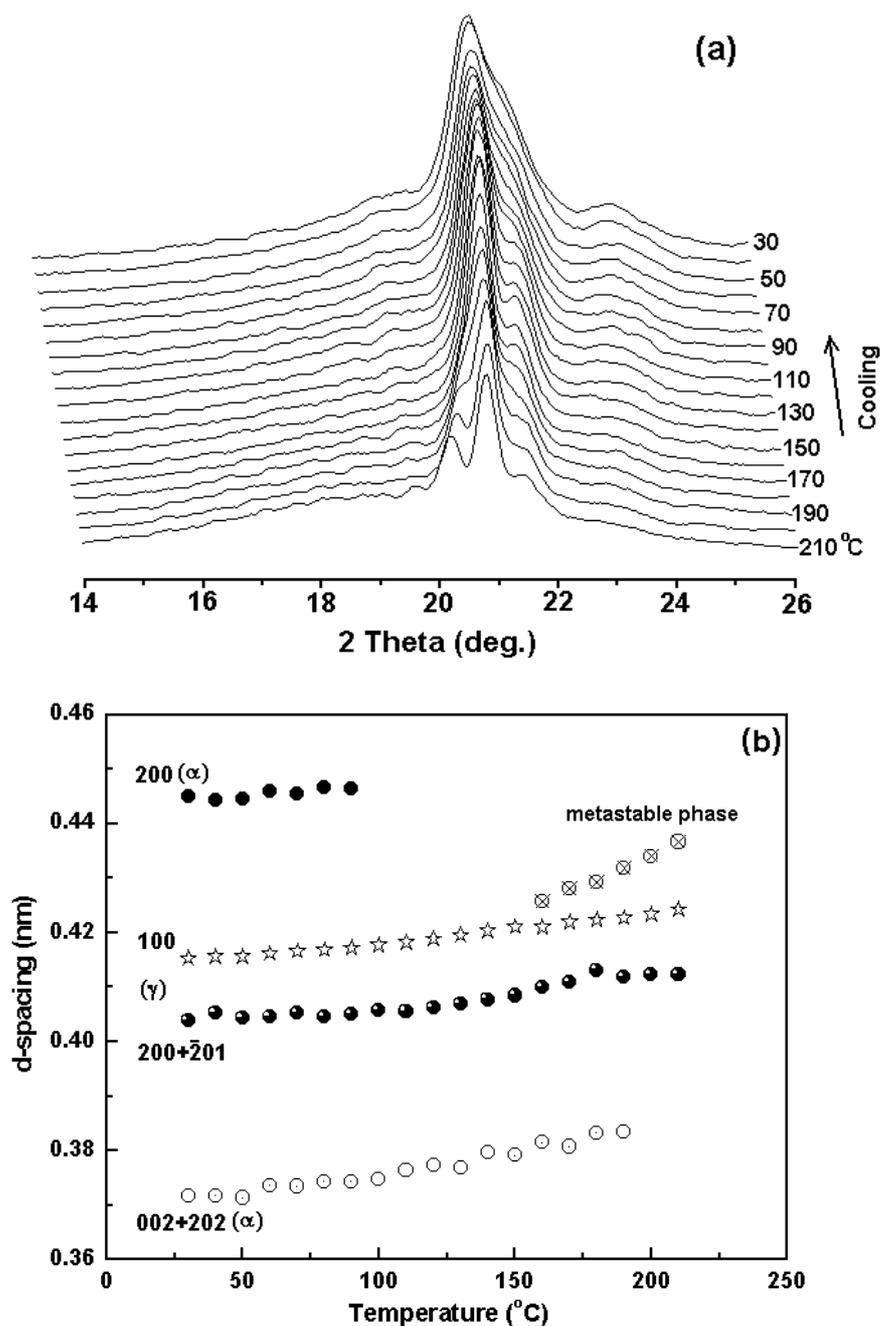 (a)
30
50
70
90
110
130
150
170
190
210 °C
Cooling
14 16 18 20 22 24 26
2 Theta (deg.)
(b)
0.46
0.44
0.42
0.40
0.38
0.36
d-spacing (nm)
200 (α)
metastable phase
100
(γ)
200+2̄01
002+202 (α)
0 50 100 150 200 250
Temperature (°C)